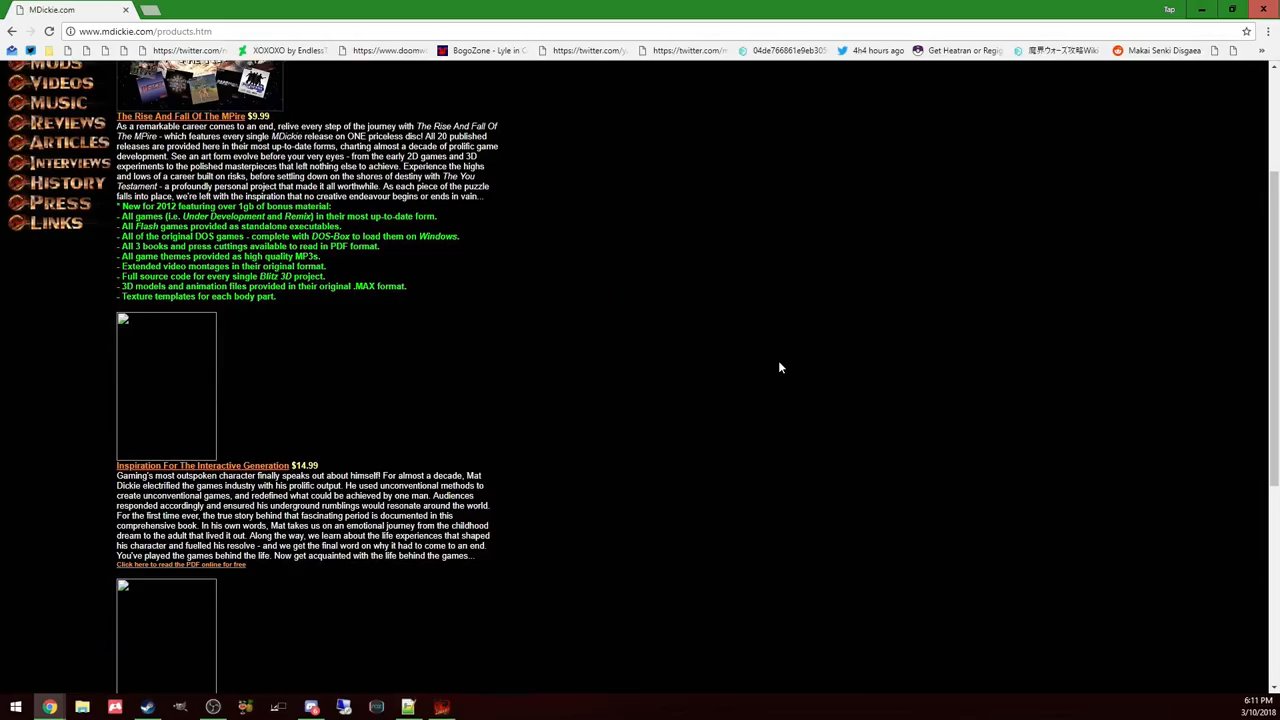 MDickie.com
Tap
www.mdickie.com/products.htm
https://twitter.com/r
XOXOXO by Endless
https://www.doomw
BogoZone - Lyle in C
https://twitter.com/y
https://twitter.com/m
04de766861e9eb305
4h4 hours ago
Get Heatran or Regig
魔界ウォーズ攻略Wiki
Makai Senki Disgaea
»
MODS
VIDEOS
MUSIC
REVIEWS
ARTICLES
INTERVIEWS
HISTORY
PRESS
LINKS
The Rise And Fall Of The MPire $9.99
As a remarkable career comes to an end, relive every step of the journey with The Rise And Fall Of
The MPire - which features every single MDickie release on ONE priceless disc! All 20 published
releases are provided here in their most up-to-date forms, charting almost a decade of prolific game
development. See an art form evolve before your very eyes - from the early 2D games and 3D
experiments to the polished masterpieces that left nothing else to achieve. Experience the highs
and lows of a career built on risks, before settling down on the shores of destiny with The You
Testament - a profoundly personal project that made it all worthwhile. As each piece of the puzzle
falls into place, we're left with the inspiration that no creative endeavour begins or ends in vain...
* New for 2012 featuring over 1gb of bonus material:
- All games (i.e. Under Development and Remix) in their most up-to-date form.
- All Flash games provided as standalone executables.
- All of the original DOS games - complete with DOS-Box to load them on Windows.
- All 3 books and press cuttings available to read in PDF format.
- All game themes provided as high quality MP3s.
- Extended video montages in their original format.
- Full source code for every single Blitz 3D project.
- 3D models and animation files provided in their original .MAX format.
- Texture templates for each body part.
Inspiration For The Interactive Generation $14.99
Gaming's most outspoken character finally speaks out about himself! For almost a decade, Mat
Dickie electrified the games industry with his prolific output. He used unconventional methods to
create unconventional games, and redefined what could be achieved by one man. Audiences
responded accordingly and ensured his underground rumblings would resonate around the world.
For the first time ever, the true story behind that fascinating period is documented in this
comprehensive book. In his own words, Mat takes us on an emotional journey from the childhood
dream to the adult that lived it out. Along the way, we learn about the life experiences that shaped
his character and fuelled his resolve - and we get the final word on why it had to come to an end.
You've played the games behind the life. Now get acquainted with the life behind the games...
Click here to read the PDF online for free
6:11 PM
3/10/2018